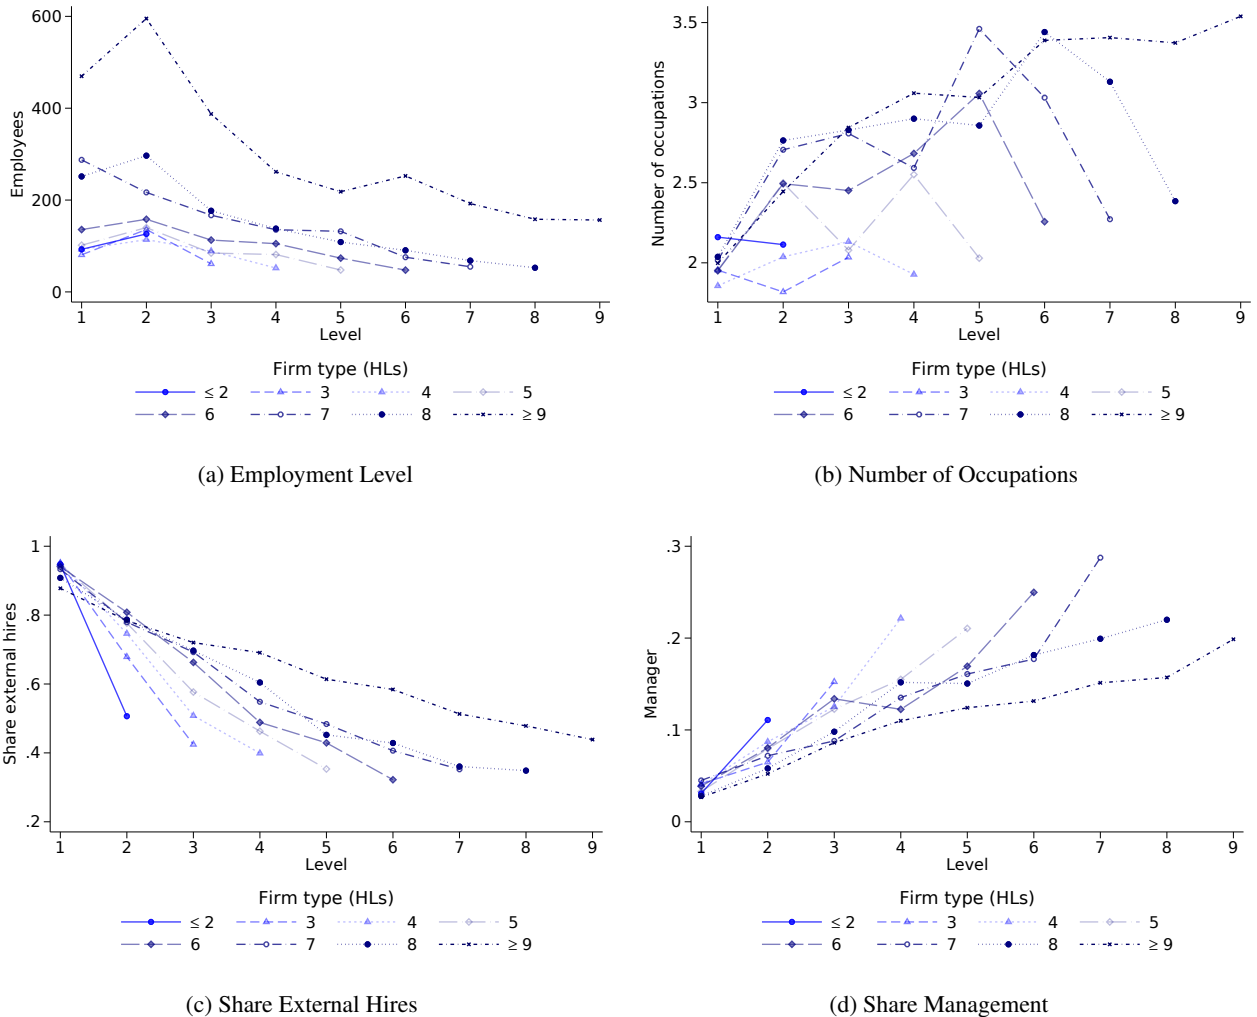 600
400
200
0
Employees
1 2 3 4 5 6 7 8 9
Level
Firm type (HLs)
≤ 2 3 4 5
6 7 8 ≥ 9
(a) Employment Level
3.5
3
2.5
2
Number of occupations
1 2 3 4 5 6 7 8 9
Level
Firm type (HLs)
≤ 2 3 4 5
6 7 8 ≥ 9
(b) Number of Occupations
1
.8
.6
.4
.2
Share external hires
1 2 3 4 5 6 7 8 9
Level
Firm type (HLs)
≤ 2 3 4 5
6 7 8 ≥ 9
(c) Share External Hires
.3
.2
.1
0
Manager
1 2 3 4 5 6 7 8 9
Level
Firm type (HLs)
≤ 2 3 4 5
6 7 8 ≥ 9
(d) Share Management